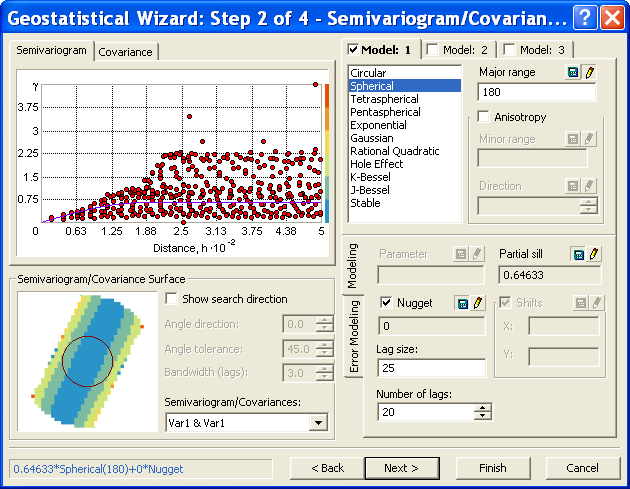 Geostatistical Wizard: Step 2 of 4 - Semivariogram/Covarian...
Semivariogram
Covariance
γ
3.75
3
2.25
1.5
0.75
0 0.63 1.25 1.88 2.5 3.13 3.75 4.38 5
Distance, h·10⁻²
Semivariogram/Covariance Surface
Show search direction
Angle direction: 0.0
Angle tolerance: 45.0
Bandwidth (lags): 3.0
Semivariogram/Covariances:
Var1 & Var1
Model: 1
Model: 2
Model: 3
Circular
Spherical
Tetraspherical
Pentaspherical
Exponential
Gaussian
Rational Quadratic
Hole Effect
K-Bessel
J-Bessel
Stable
Major range
180
Anisotropy
Minor range
Direction
Modeling
Error Modeling
Parameter
Partial sill
0.64633
Nugget
0
Shifts
X:
Y:
Lag size:
25
Number of lags:
20
0.64633*Spherical(180)+0*Nugget
< Back
Next >
Finish
Cancel